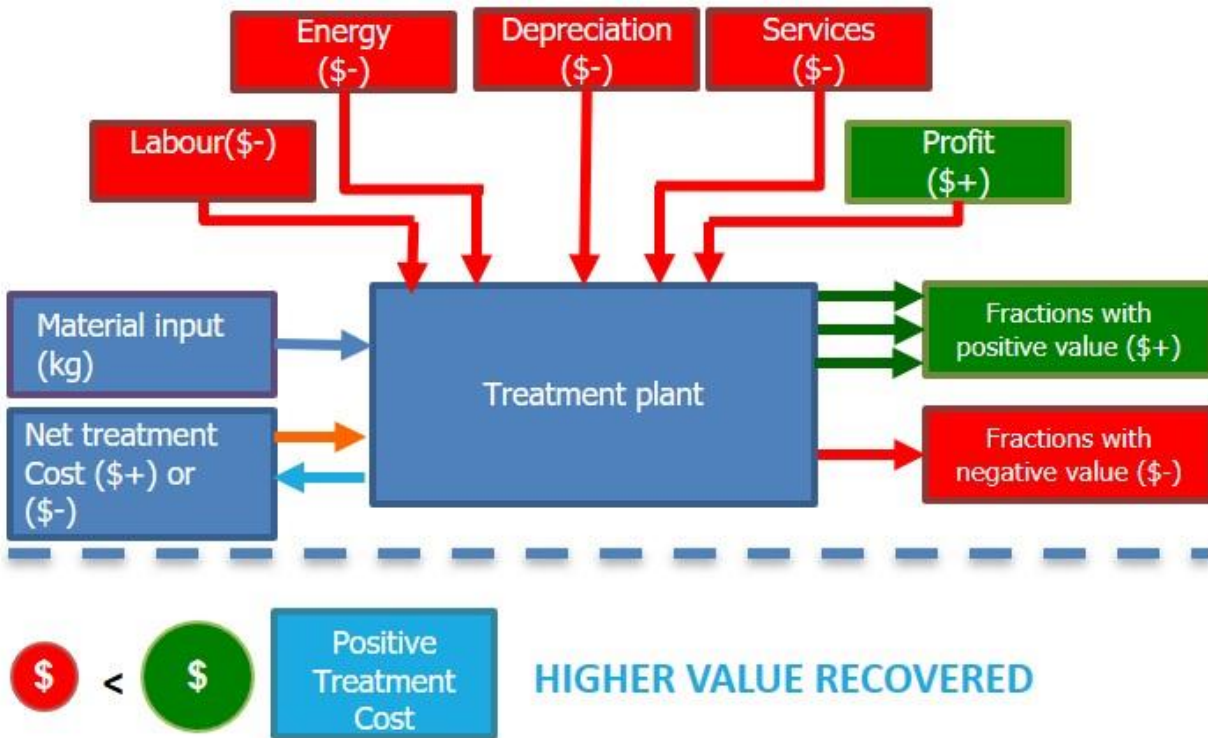 Energy
($-)
Depreciation
($-)
Services
($-)
Labour($-)
Profit
($+)
Material input
(kg)
Net treatment
Cost ($+) or
($-)
Treatment plant
Fractions with
positive value ($+)
Fractions with
negative value ($-)
$ < $
Positive
Treatment
Cost
HIGHER VALUE RECOVERED